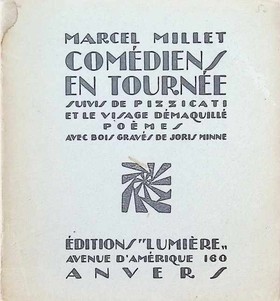 MARCEL MILLET
COMÉDIENS
EN TOURNÉE
SUIVIS DE PIZZICATI
ET LE VISAGE DÉMAQUILLÉ
POÈMES
AVEC BOIS GRAVÉS DE JORIS MINNE
ÉDITIONS "LUMIÈRE„
AVENUE D'AMÉRIQUE 160
ANVERS